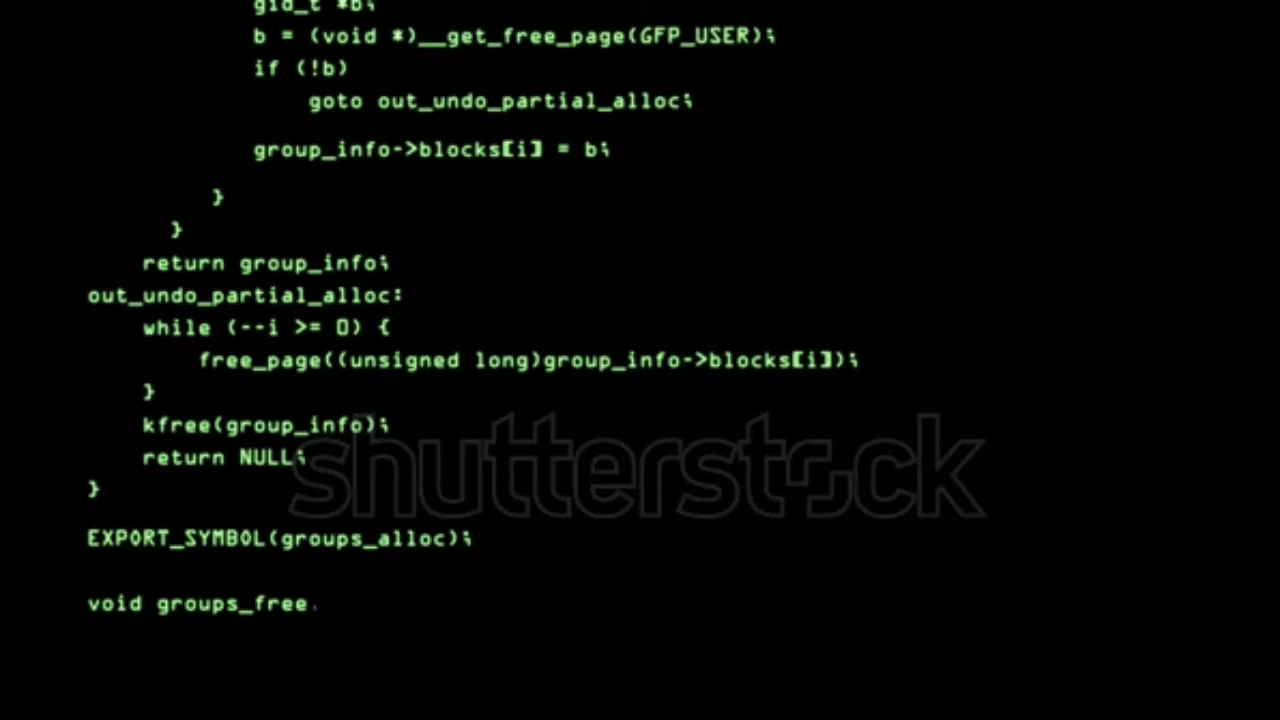 gid_t *b;
b = (void *)__get_free_page(GFP_USER);
if (!b)
goto out_undo_partial_alloc;
group_info->blocks[i] = b;
}
}
return group_info;
out_undo_partial_alloc:
while (--i >= 0) {
free_page((unsigned long)group_info->blocks[i]);
}
kfree(group_info);
return NULL;
}
EXPORT_SYMBOL(groups_alloc);
void groups_free
shutterstock